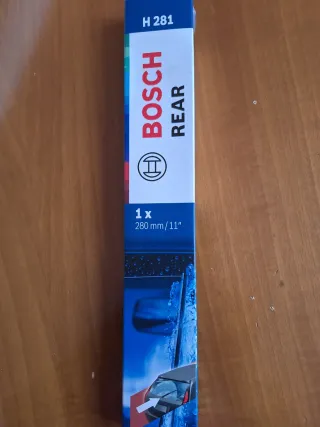 H 281
BOSCH
REAR
1 x
280 mm / 11"